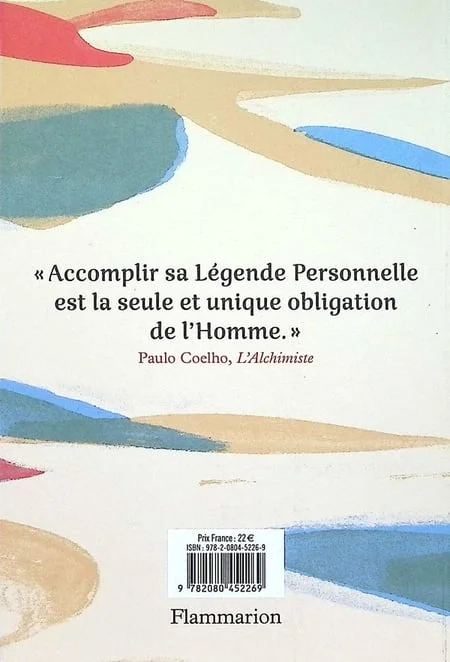 « Accomplir sa Légende Personnelle
est la seule et unique obligation
de l’Homme. »
Paulo Coelho, L’Alchimiste
Prix France : 22 €
ISBN : 978-2-0804-5226-9
9 782080 452269
Flammarion